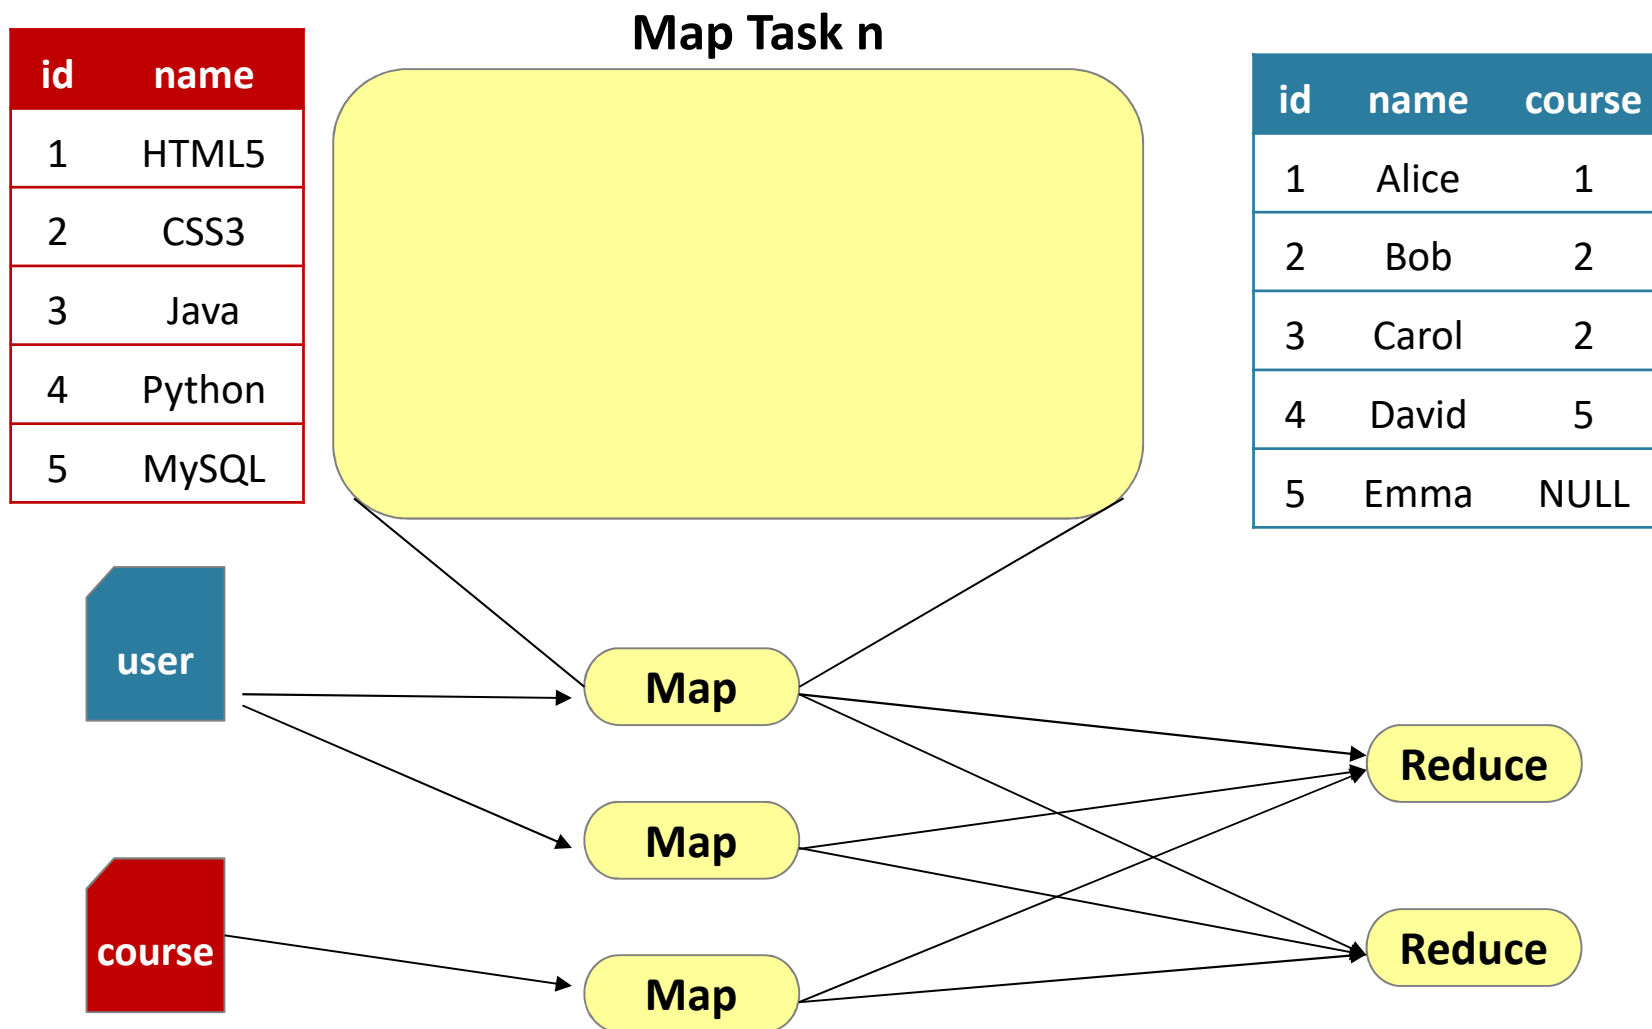 Map Task n
id name
1 HTML5
2 CSS3
3 Java
4 Python
5 MySQL
id name course
1 Alice 1
2 Bob 2
3 Carol 2
4 David 5
5 Emma NULL
user
Map
Reduce
Map
course
Reduce
Map